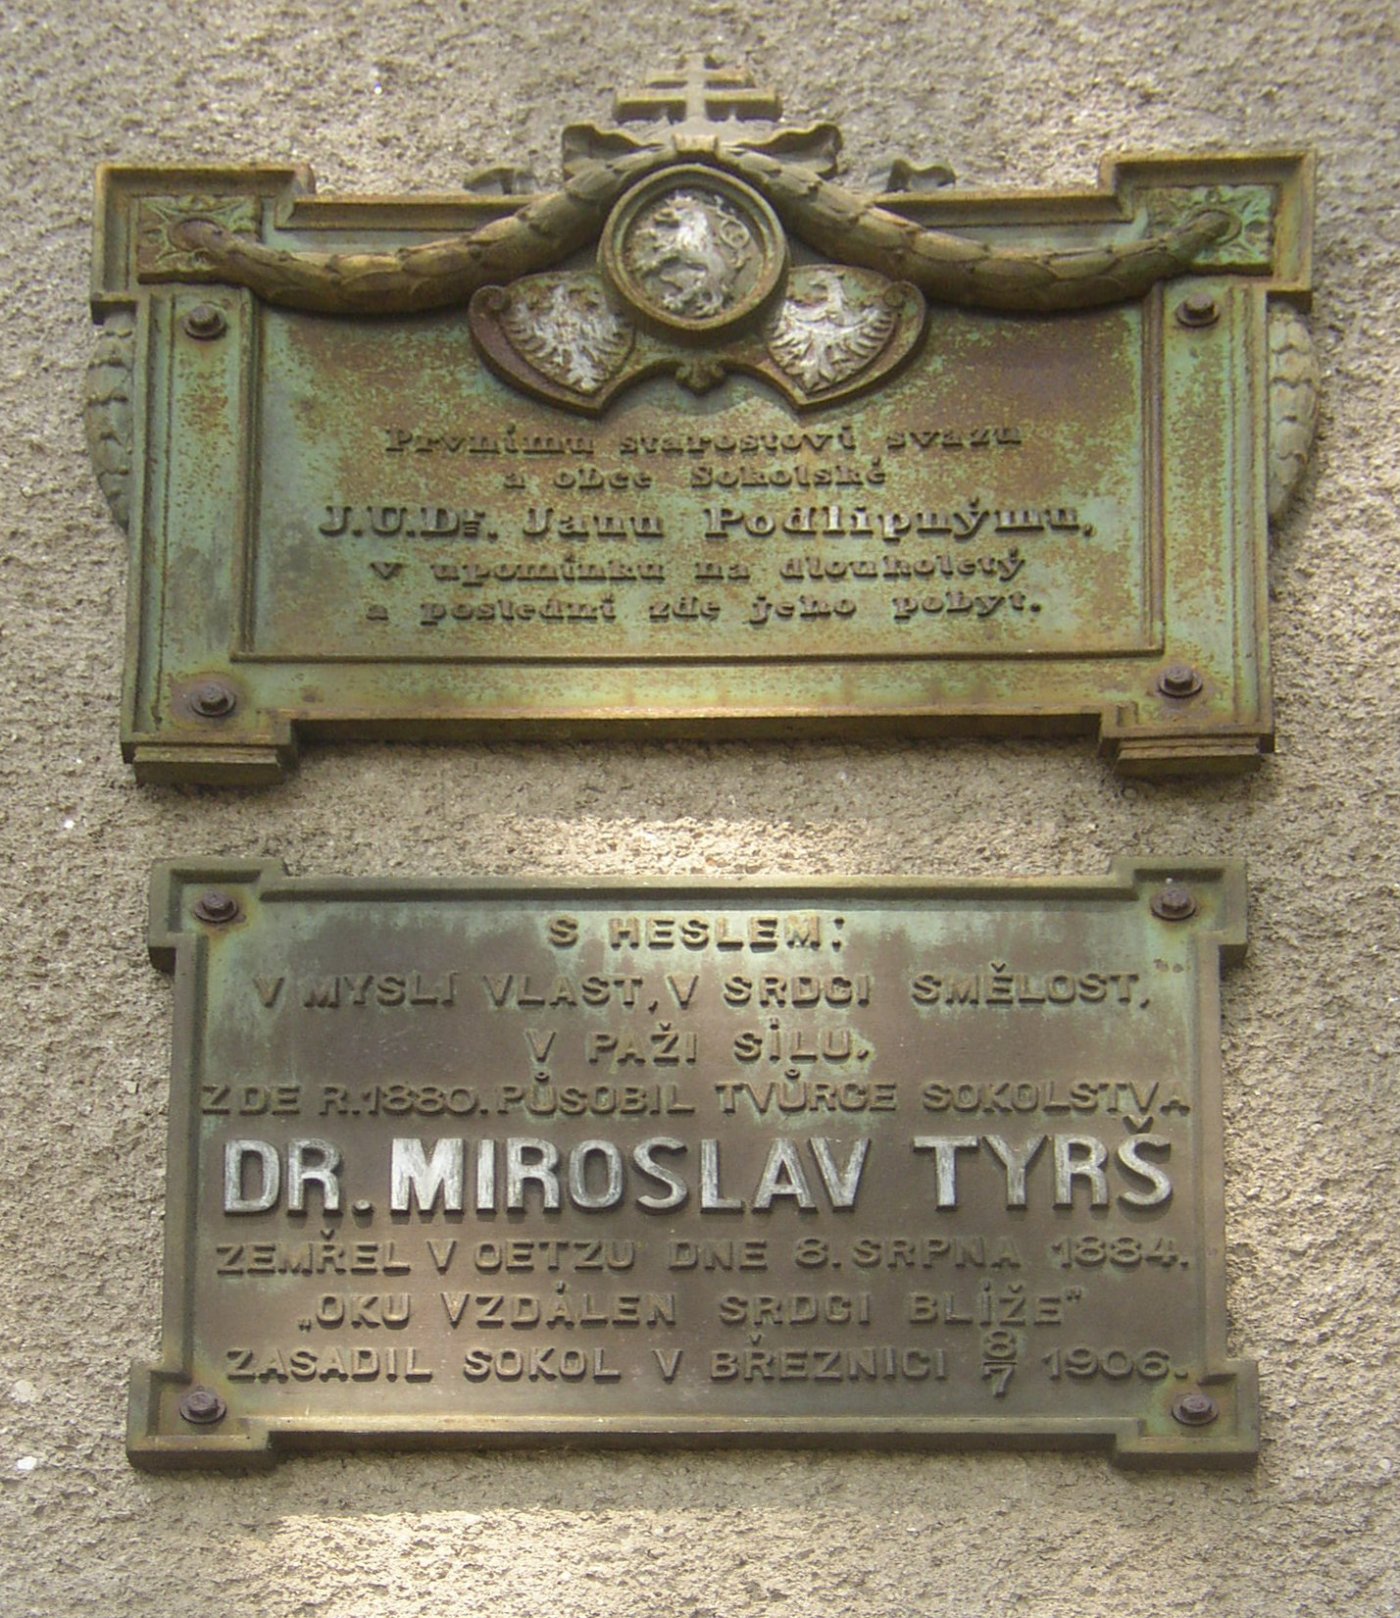 Prvnímu starostovi svazu
a obce Sokolské
J.U.Dr. Janu Podlipnýmu,
v upomínku na dlouholetý
a poslední zde jeho pobyt.
S HESLEM:
V MYSLI VLAST, V SRDCI SMĚLOST,
V PAŽI SÍLU.
ZDE R. 1880. PŮSOBIL TVŮRCE SOKOLSTVA
DR. MIROSLAV TYRŠ
ZEMŘEL V OETZU DNE 8. SRPNA 1884.
„OKU VZDÁLEN SRDCI BLÍŽE"
ZASADIL SOKOL V BŘEZNICI 8/7 1906.